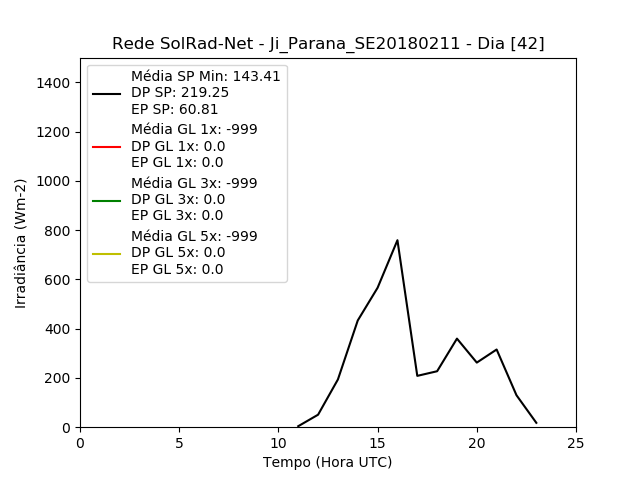 Rede SolRad-Net - Ji_Parana_SE20180211 - Dia [42]
Média SP Min: 143.41
DP SP: 219.25
EP SP: 60.81
Média GL 1x: -999
DP GL 1x: 0.0
EP GL 1x: 0.0
Média GL 3x: -999
DP GL 3x: 0.0
EP GL 3x: 0.0
Média GL 5x: -999
DP GL 5x: 0.0
EP GL 5x: 0.0
Irradiância (Wm-2)
1400
1200
1000
800
600
400
200
0
0 5 10 15 20 25
Tempo (Hora UTC)